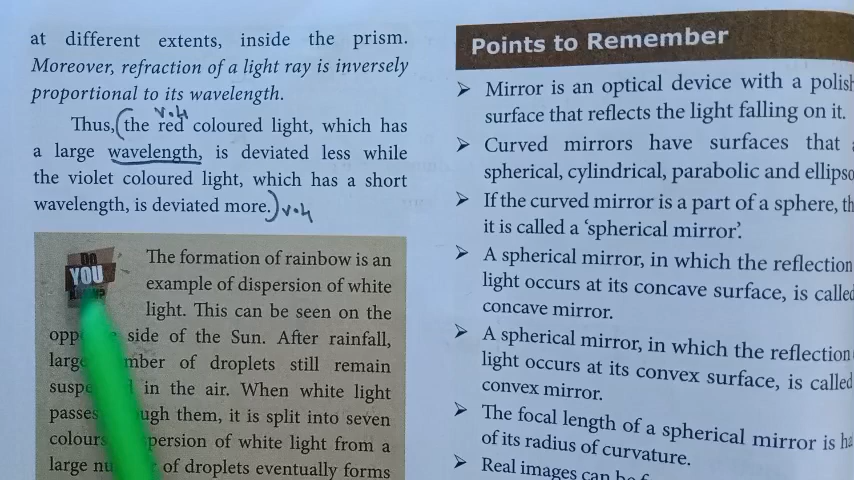 at different extents, inside the prism.
Moreover, refraction of a light ray is inversely
proportional to its wavelength.
v.h
Thus, (the red coloured light, which has
a large wavelength, is deviated less while
the violet coloured light, which has a short
wavelength, is deviated more.) v.h
DO
YOU
The formation of rainbow is an
example of dispersion of white
light. This can be seen on the
side of the Sun. After rainfall,
of droplets still remain
in the air. When white light
passes them, it is split into seven
colours of white light from a
large of droplets eventually forms
Points to Remember
➤ Mirror is an optical device with a polish
surface that reflects the light falling on it.
➤ Curved mirrors have surfaces that
spherical, cylindrical, parabolic and ellipso
➤ If the curved mirror is a part of a sphere, th
it is called a ‘spherical mirror’.
➤ A spherical mirror, in which the reflection
light occurs at its concave surface, is called
concave mirror.
➤ A spherical mirror, in which the reflection
light occurs at its convex surface, is called
convex mirror.
➤ The focal length of a spherical mirror is ha
of its radius of curvature.
➤ Real images can be